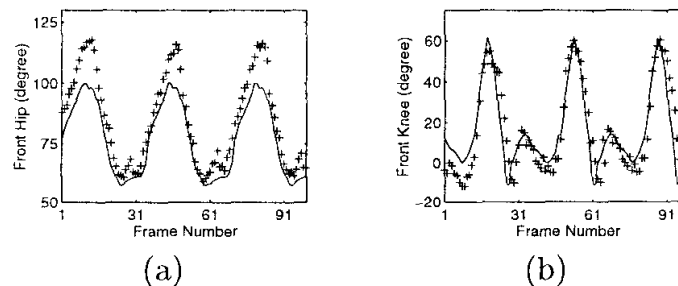 125
100
75
50
Front Hip (degree)
1 31 61 91
Frame Number
(a)
60
40
20
0
−20
Front Knee (degree)
1 31 61 91
Frame Number
(b)